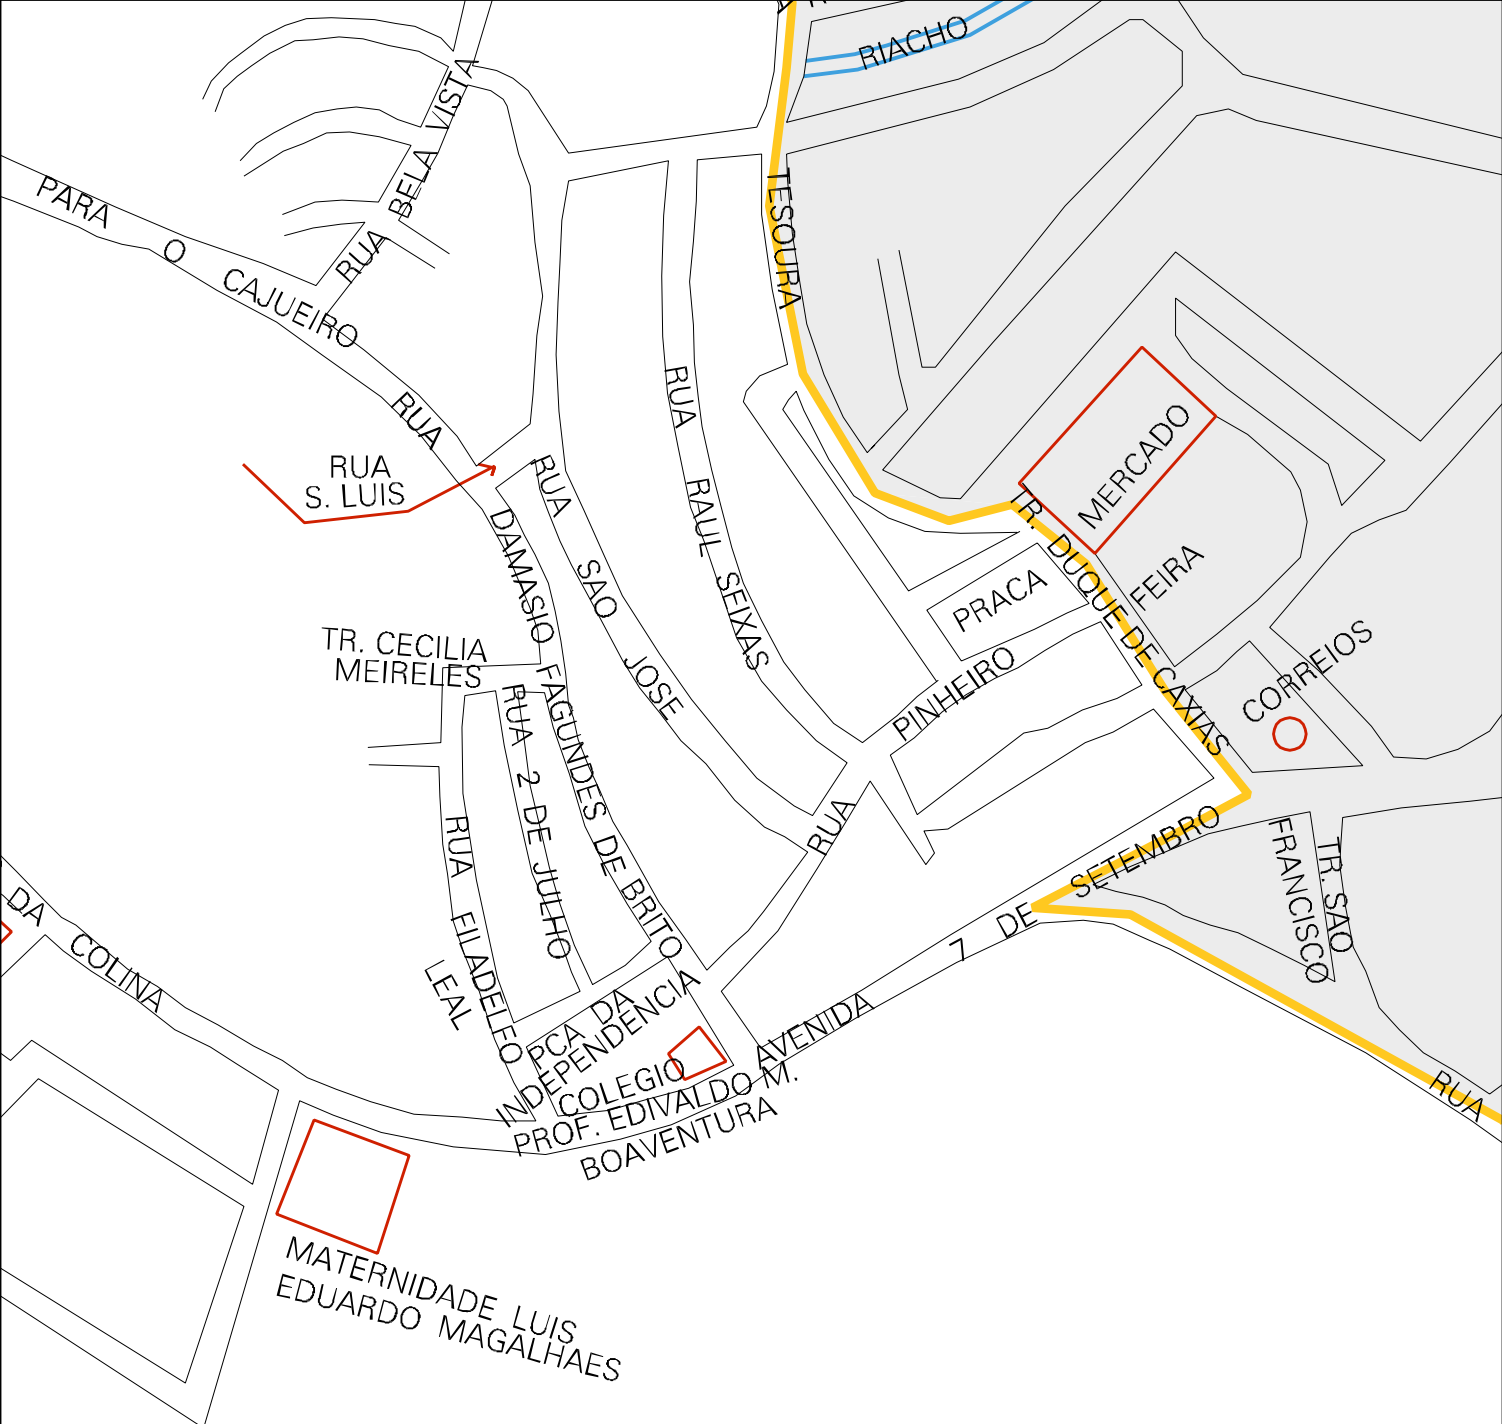 RIACHO
RUA BELA VISTA
PARA O CAJUEIRO
TESOURA
RUA
RUA
S. LUIS
DAMASIO FAGUNDES DE BRITO
RUA SAO JOSE
RUA RAUL SEIXAS
MERCADO
TR. DUQUE DE CAXIAS
FEIRA
PRACA
CORREIOS
TR. CECILIA
MEIRELES
RUA PINHEIRO
RUA 2 DE JULHO
RUA FILADELFO
LEAL
AVENIDA 7 DE SETEMBRO
TR. SAO
FRANCISCO
DA COLINA
PCA DA
INDEPENDENCIA
COLEGIO
PROF. EDIVALDO M.
BOAVENTURA
RUA
MATERNIDADE LUIS
EDUARDO MAGALHAES